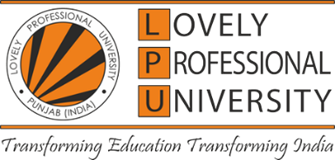 LOVELY PROFESSIONAL UNIVERSITY
• PUNJAB (INDIA) •
LOVELY
PROFESSIONAL
UNIVERSITY
Transforming Education Transforming India